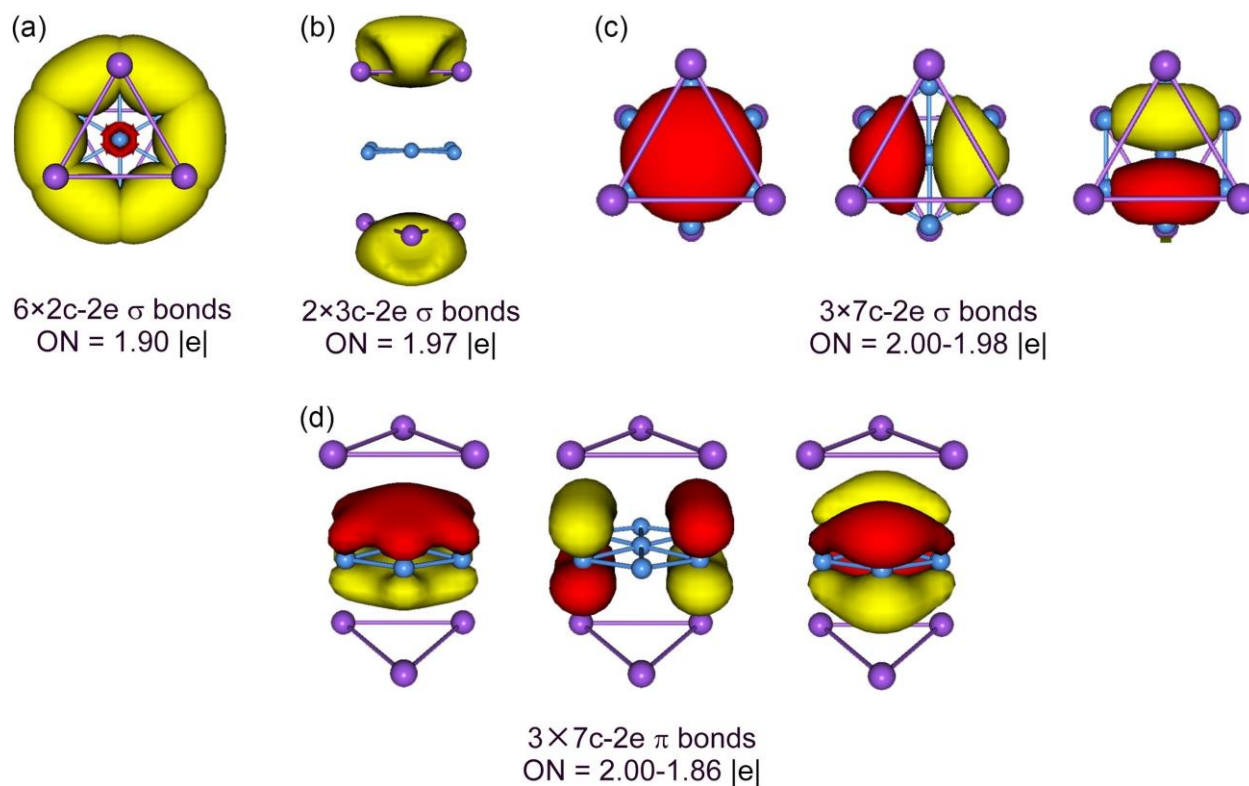 (a)
(b)
(c)
6×2c-2e σ bonds
ON = 1.90 |e|
2×3c-2e σ bonds
ON = 1.97 |e|
3×7c-2e σ bonds
ON = 2.00-1.98 |e|
(d)
3×7c-2e π bonds
ON = 2.00-1.86 |e|